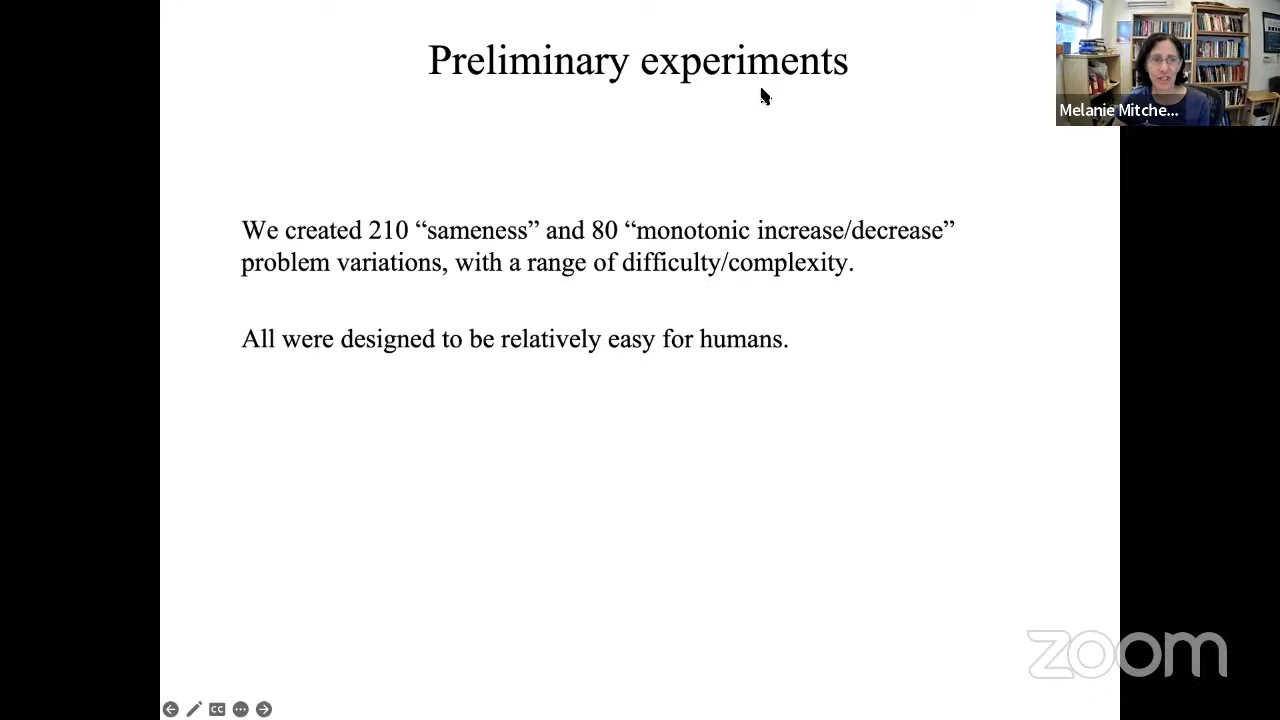 Preliminary experiments
Melanie Mitche...
We created 210 “sameness” and 80 “monotonic increase/decrease”
problem variations, with a range of difficulty/complexity.
All were designed to be relatively easy for humans.
zoom
CC